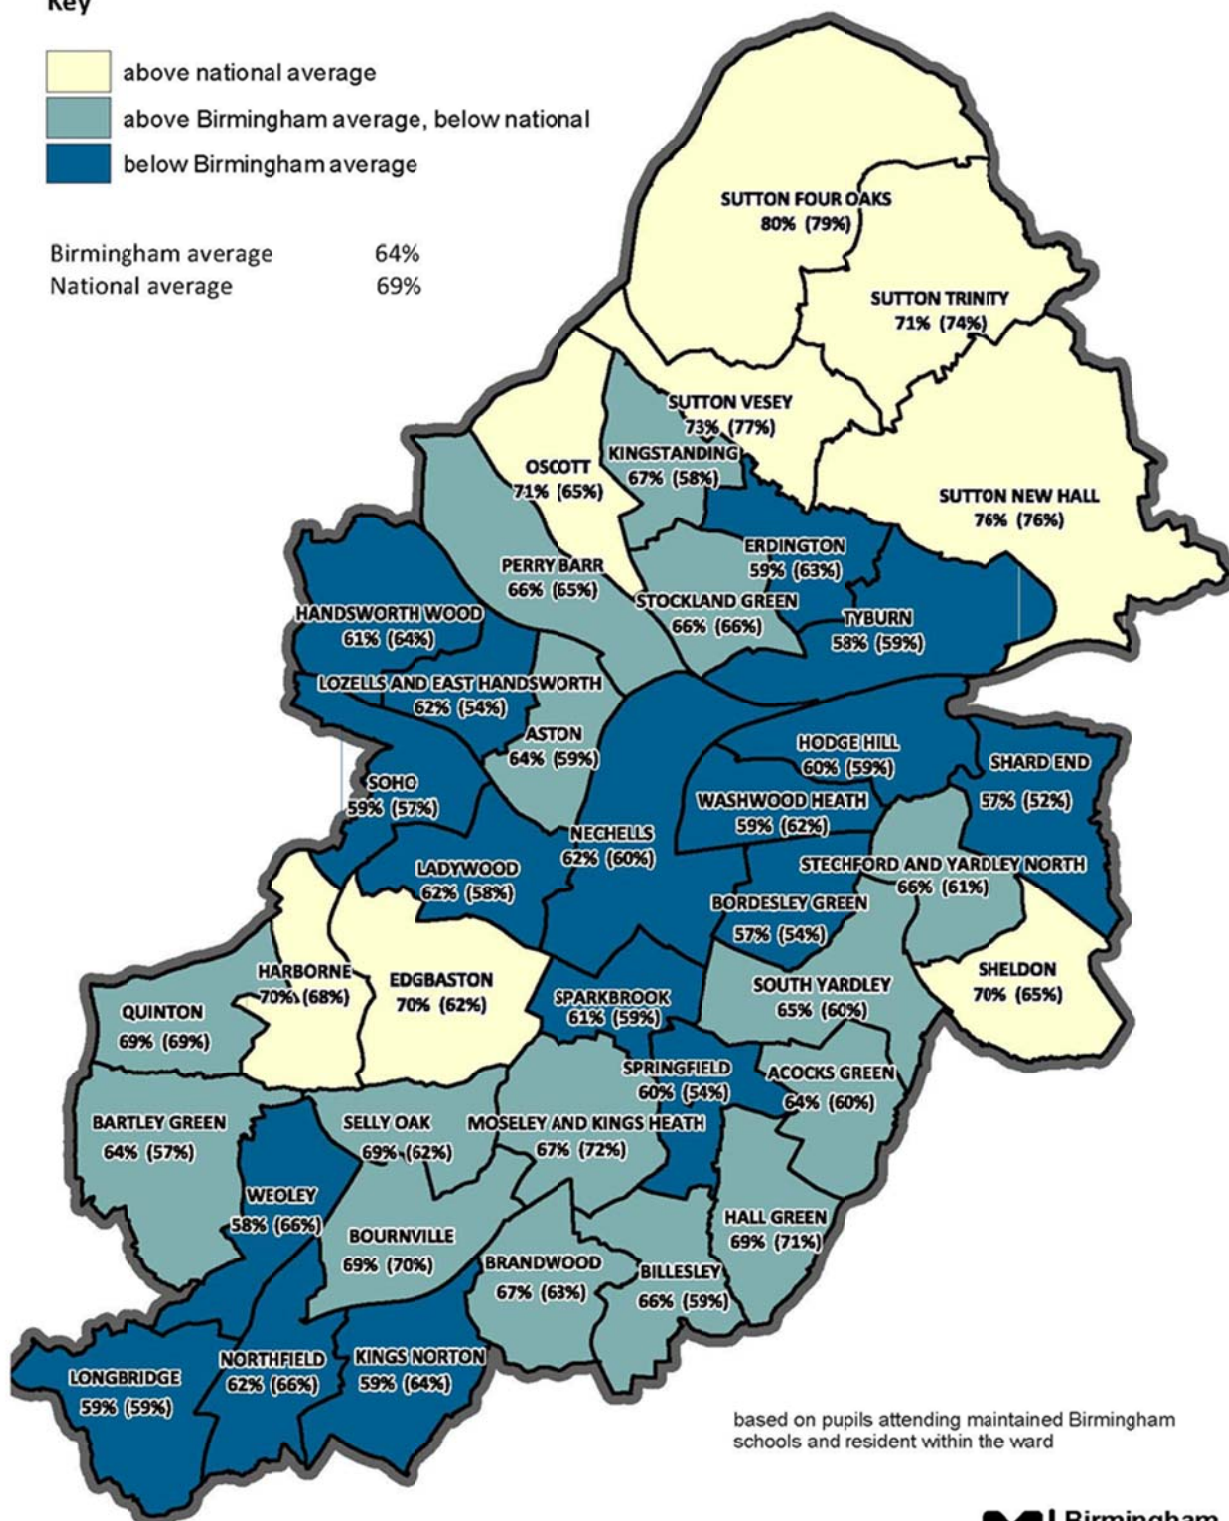 Key
above national average
above Birmingham average, below national
below Birmingham average
Birmingham average 64%
National average 69%
SUTTON FOUR OAKS
80% (79%)
SUTTON TRINITY
71% (74%)
SUTTON VESEY
73% (77%)
KINGSTANDING
67% (58%)
OSCOTT
71% (65%)
SUTTON NEW HALL
76% (76%)
ERDINGTON
59% (63%)
PERRY BARR
66% (65%)
STOCKLAND GREEN
66% (66%)
TYBURN
58% (59%)
HANDSWORTH WOOD
61% (64%)
LOZELLS AND EAST HANDSWORTH
62% (54%)
ASTON
64% (59%)
HODGE HILL
60% (59%)
SHARD END
57% (52%)
SOHO
59% (57%)
WASHWOOD HEATH
59% (62%)
NECHELLS
62% (60%)
LADYWOOD
62% (58%)
STECHFORD AND YARDLEY NORTH
66% (61%)
BORDESLEY GREEN
57% (54%)
HARBORNE
70% (68%)
EDGBASTON
70% (62%)
SHELDON
70% (65%)
SOUTH YARDLEY
65% (60%)
SPARKBROOK
61% (59%)
QUINTON
69% (69%)
SPRINGFIELD
60% (54%)
ACOCKS GREEN
64% (60%)
BARTLEY GREEN
64% (57%)
SELLY OAK
69% (62%)
MOSELEY AND KINGS HEATH
67% (72%)
WEOLEY
58% (66%)
HALL GREEN
69% (71%)
BOURNVILLE
69% (70%)
BRANDWOOD
67% (63%)
BILLESLEY
66% (59%)
NORTHFIELD
62% (66%)
KINGS NORTON
59% (64%)
LONGBRIDGE
59% (59%)
based on pupils attending maintained Birmingham
schools and resident within the ward
Birmingham